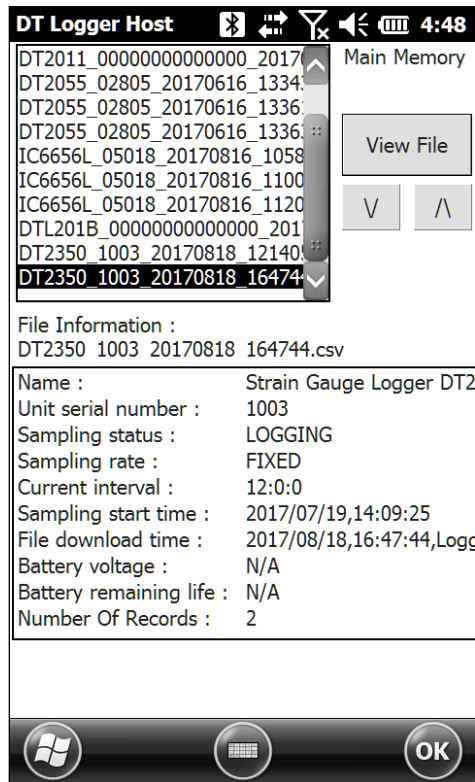 DT Logger Host 4:48
DT2011_00000000000000_2017
DT2055_02805_20170616_1334
DT2055_02805_20170616_1336
DT2055_02805_20170616_1336
IC6656L_05018_20170816_1058
IC6656L_05018_20170816_1100
IC6656L_05018_20170816_1120
DTL201B_00000000000000_201
DT2350_1003_20170818_12140
DT2350_1003_20170818_16474
Main Memory
View File
\/ /\
File Information :
DT2350 1003 20170818 164744.csv
Name : Strain Gauge Logger DT2
Unit serial number : 1003
Sampling status : LOGGING
Sampling rate : FIXED
Current interval : 12:0:0
Sampling start time : 2017/07/19,14:09:25
File download time : 2017/08/18,16:47:44,Logg
Battery voltage : N/A
Battery remaining life : N/A
Number Of Records : 2
OK